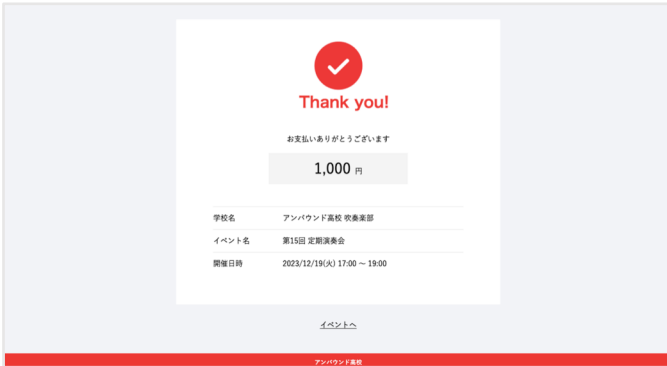 Thank you!
お支払いありがとうございます
1,000 円
学校名 アンバウンド高校 吹奏楽部
イベント名 第15回 定期演奏会
開催日時 2023/12/19(火) 17:00 ～ 19:00
イベントへ
アンバウンド高校